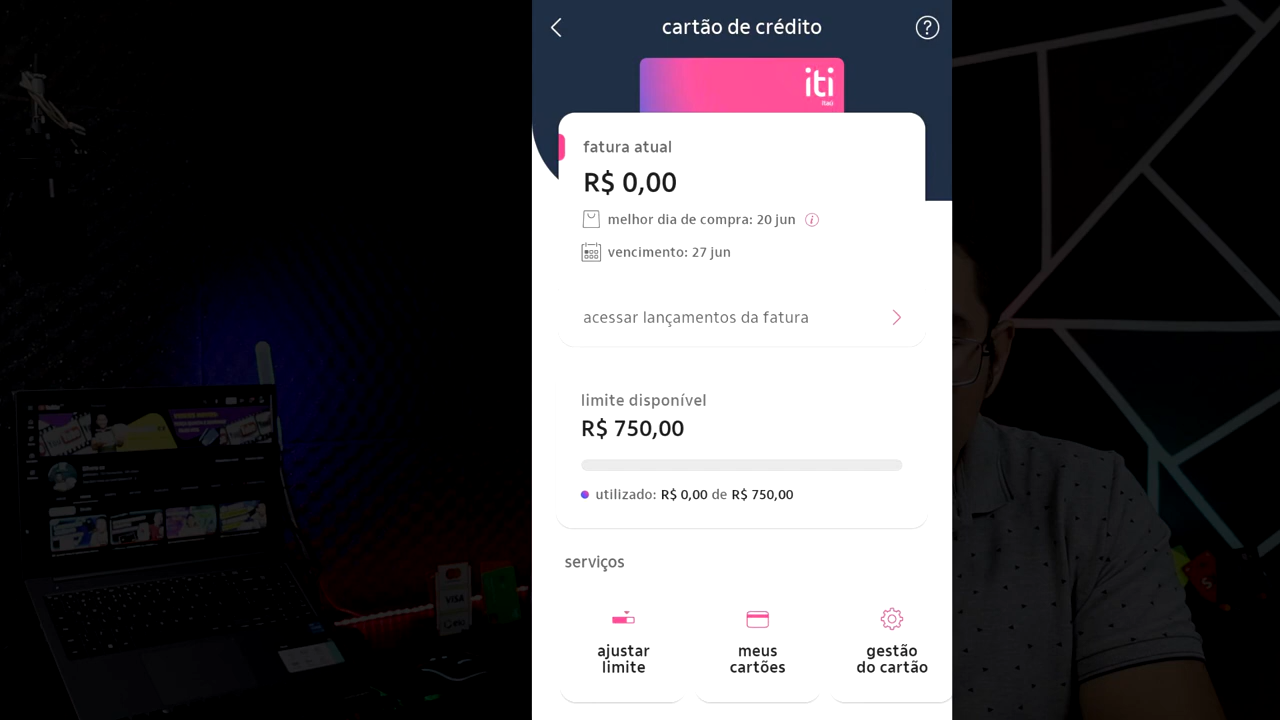 cartão de crédito
iti
Itaú
fatura atual
R$ 0,00
melhor dia de compra: 20 jun
vencimento: 27 jun
acessar lançamentos da fatura
limite disponível
R$ 750,00
utilizado: R$ 0,00 de R$ 750,00
serviços
ajustar
limite
meus
cartões
gestão
do cartão
VISA